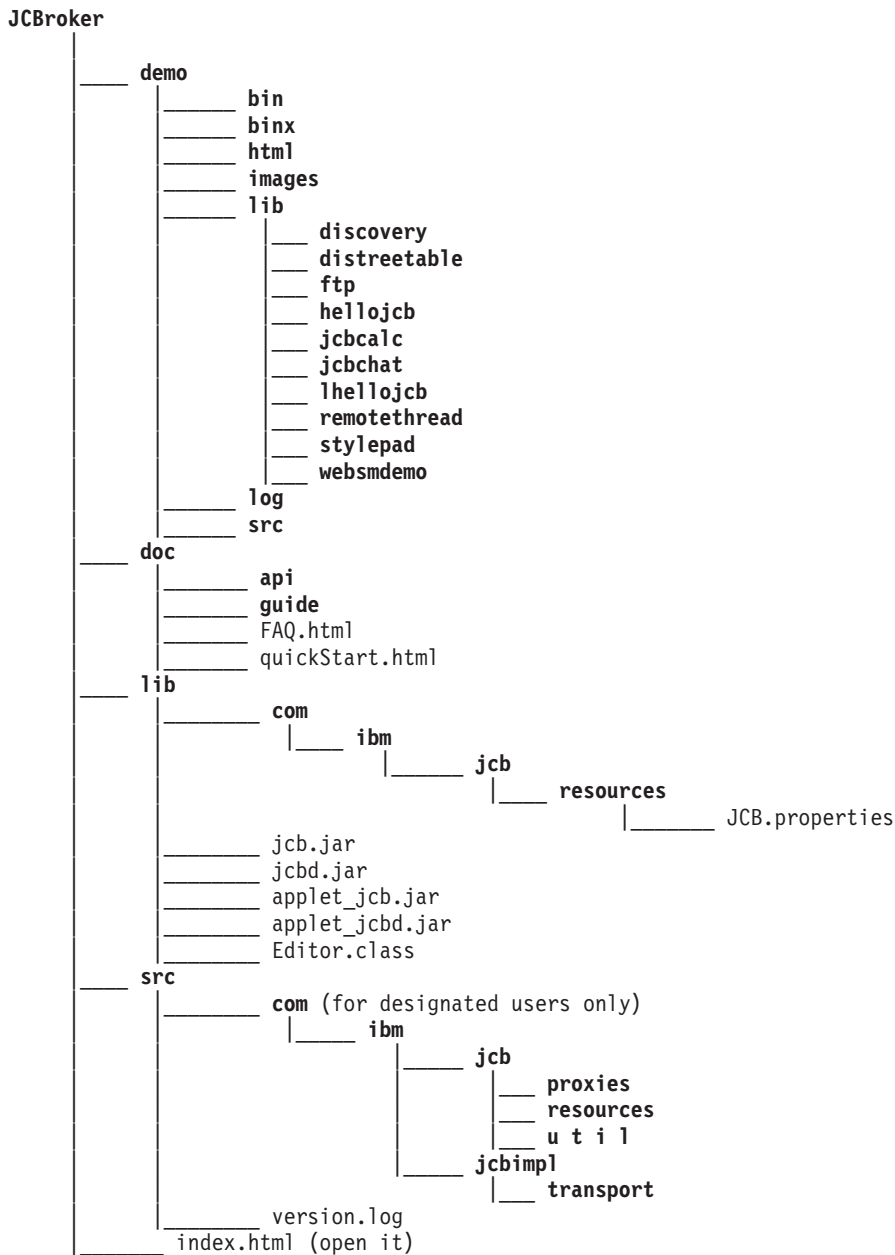 JCBroker
demo
bin
binx
html
images
lib
discovery
distreetable
ftp
hellojcb
jcbcalc
jcbchat
lhellojcb
remotethread
stylepad
websmdemo
log
src
doc
api
guide
FAQ.html
quickStart.html
lib
com
ibm
jcb
resources
JCB.properties
jcb.jar
jcbd.jar
applet_jcb.jar
applet_jcbd.jar
Editor.class
src
com (for designated users only)
ibm
jcb
proxies
resources
u t i l
jcbimpl
transport
version.log
index.html (open it)